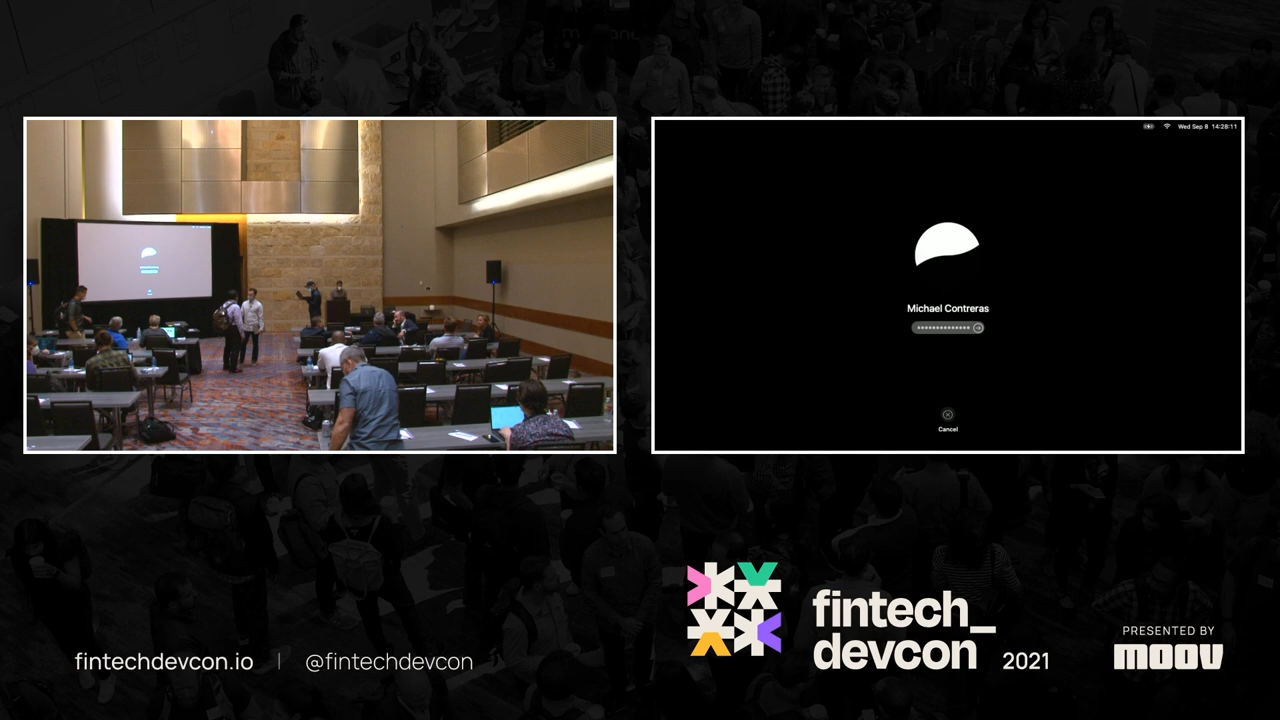 Wed Sep 8 14:28:11
Michael Contreras
Cancel
fintech_
devcon 2021
PRESENTED BY
moov
fintechdevcon.io | @fintechdevcon